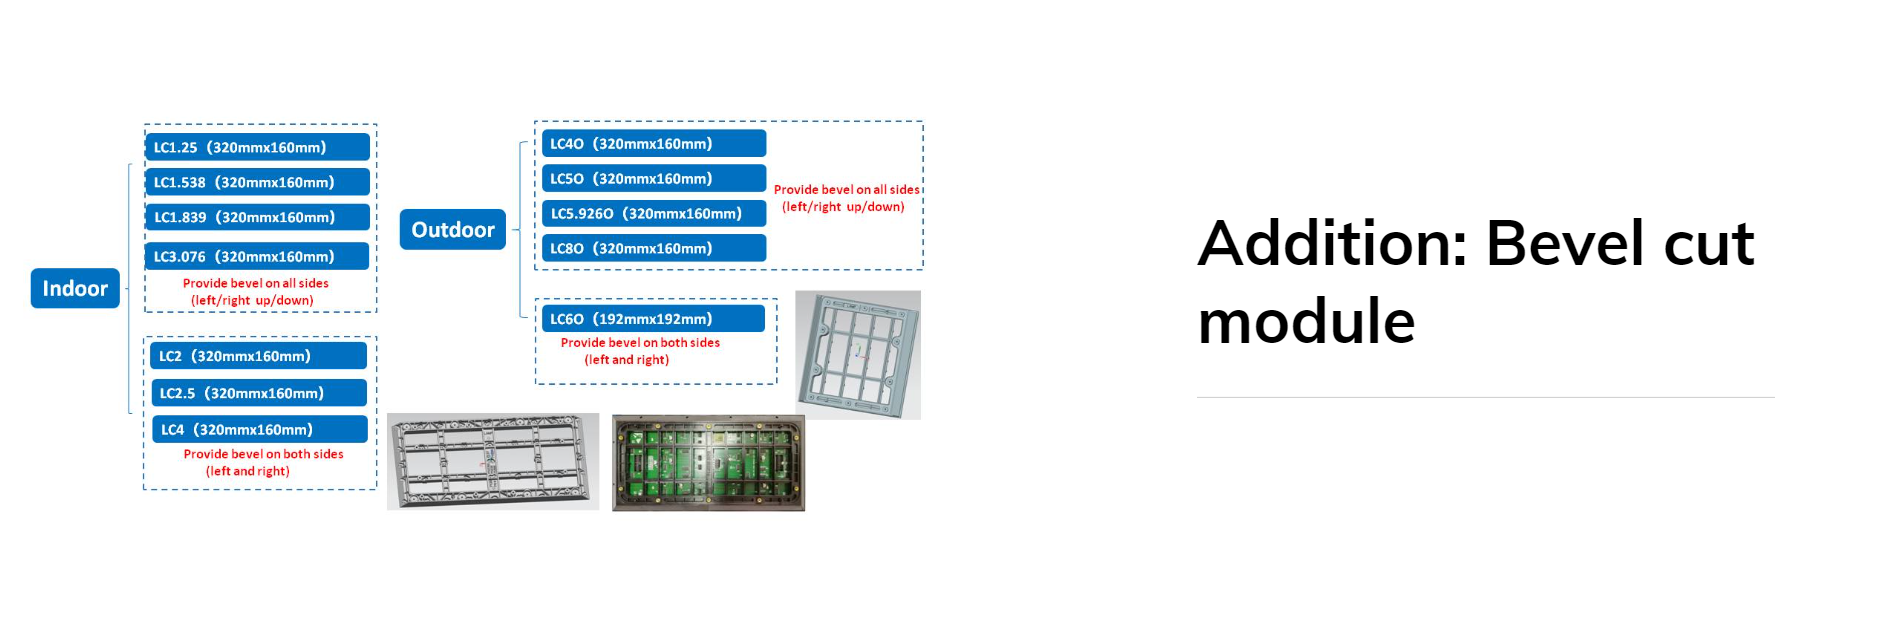 Indoor
LC1.25（320mmx160mm）
LC1.538（320mmx160mm）
LC1.839（320mmx160mm）
LC3.076（320mmx160mm）
Provide bevel on all sides
(left/right up/down)
LC2（320mmx160mm）
LC2.5（320mmx160mm）
LC4（320mmx160mm）
Provide bevel on both sides
(left and right)
Outdoor
LC4O（320mmx160mm）
LC5O（320mmx160mm）
LC5.926O（320mmx160mm）
LC8O（320mmx160mm）
Provide bevel on all sides
(left/right up/down)
LC6O（192mmx192mm）
Provide bevel on both sides
(left and right)
Addition: Bevel cut
module